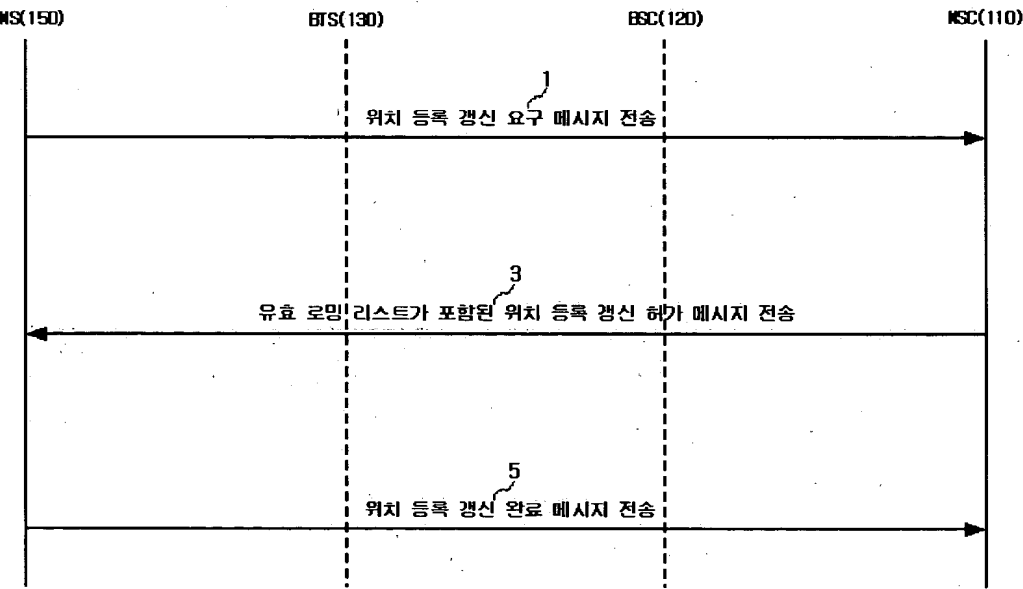 MS(150) BTS(130) BSC(120) MSC(110)
1
위치 등록 갱신 요구 메시지 전송
3
유효 로밍 리스트가 포함된 위치 등록 갱신 허가 메시지 전송
5
위치 등록 갱신 완료 메시지 전송